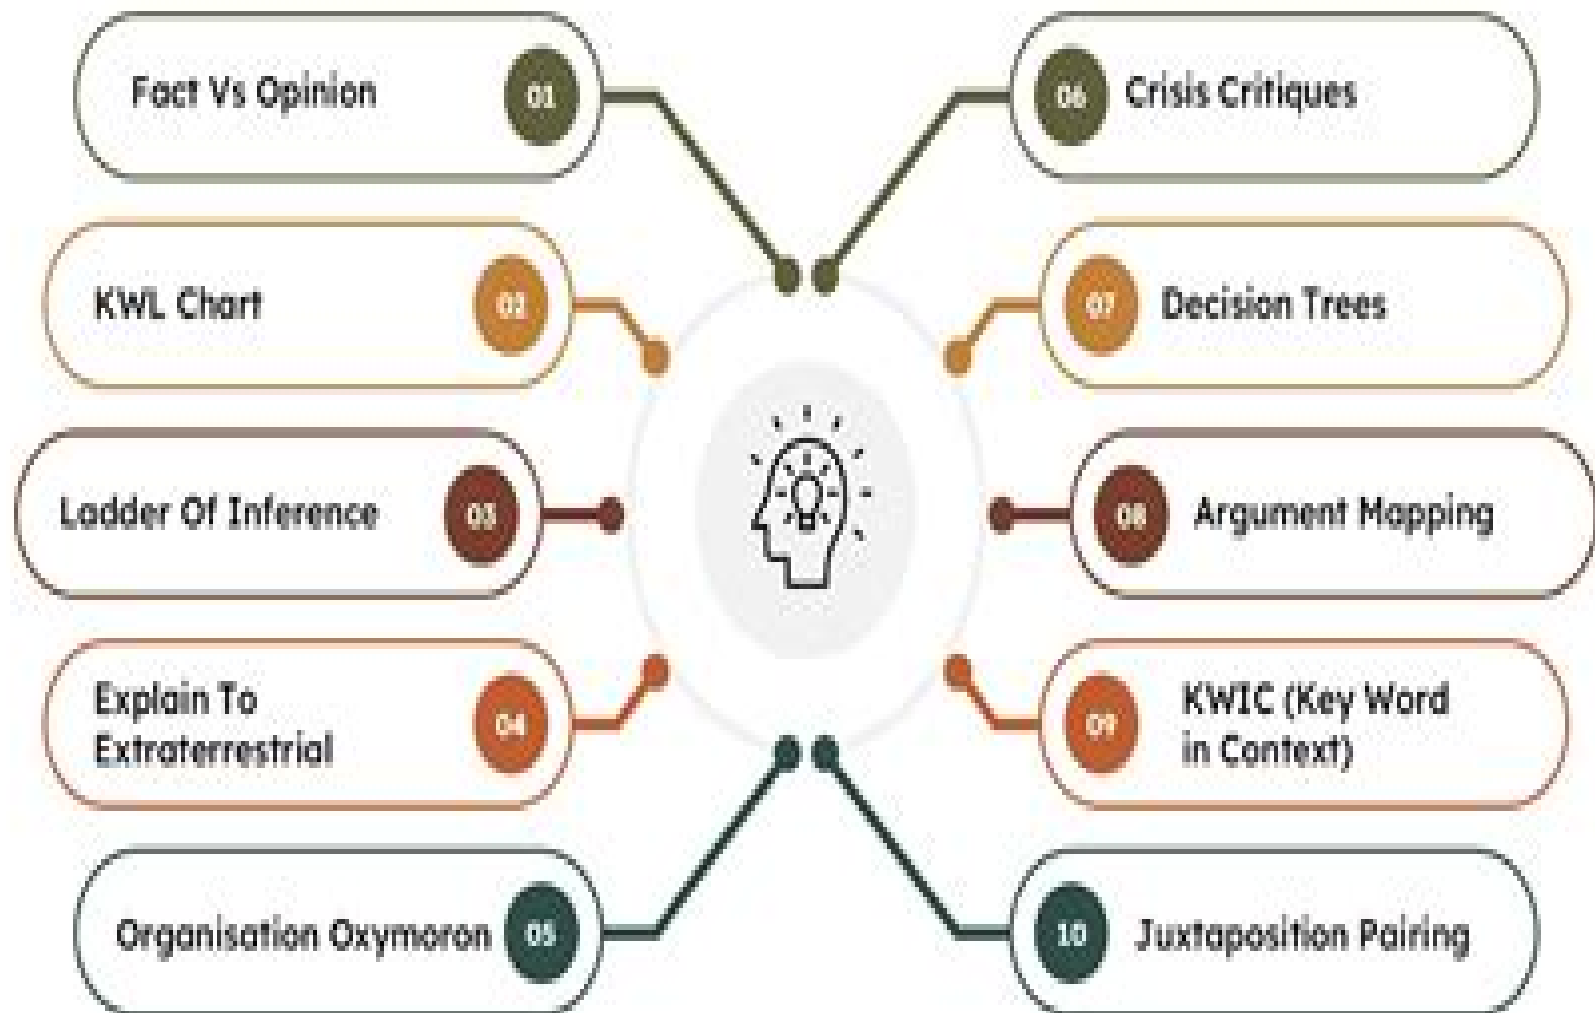 Fact Vs Opinion
01
KWL Chart
02
Ladder Of Inference
03
Explain To
Extraterrestrial
04
Organisation Oxymoron
05
06
Crisis Critiques
07
Decision Trees
08
Argument Mapping
09
KWIC (Key Word
in Context)
10
Juxtaposition Pairing